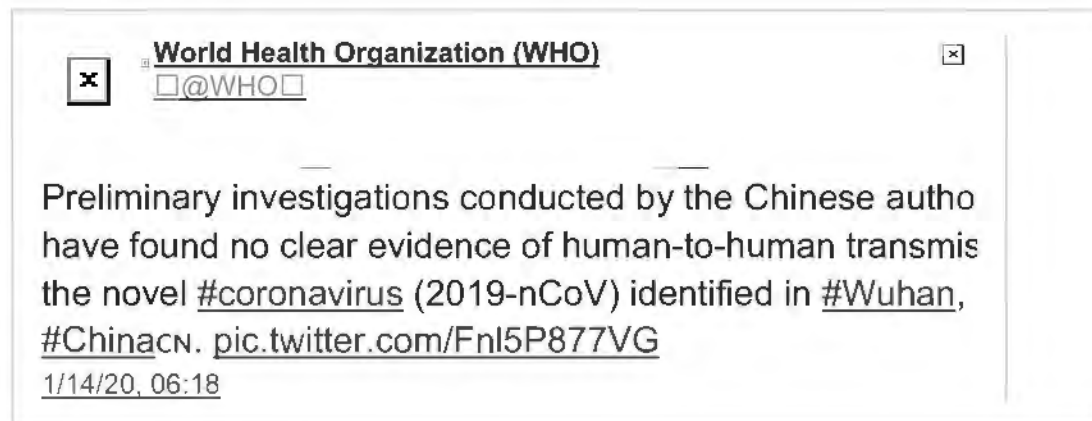 World Health Organization (WHO)
@WHO
Preliminary investigations conducted by the Chinese autho
have found no clear evidence of human-to-human transmis
the novel #coronavirus (2019-nCoV) identified in #Wuhan,
#ChinaCN. pic.twitter.com/Fnl5P877VG
1/14/20, 06:18